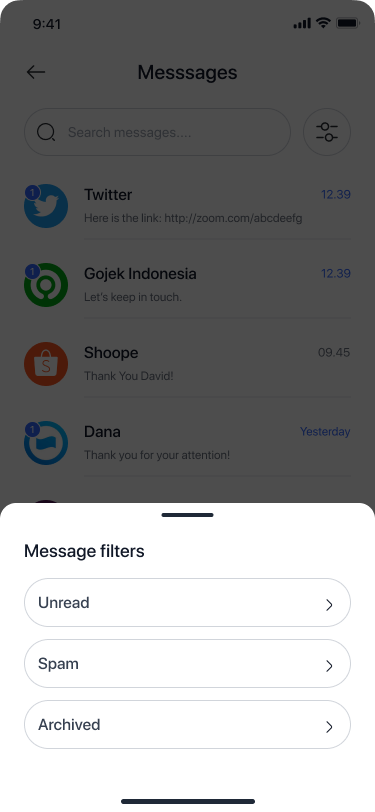 9:41
Messsages
Search messages....
1
Twitter
12.39
Here is the link: http://zoom.com/abcdeefg
1
Gojek Indonesia
12.39
Let's keep in touch.
S
Shoope
09.45
Thank You David!
1
Dana
Yesterday
Thank you for your attention!
Message filters
Unread
Spam
Archived